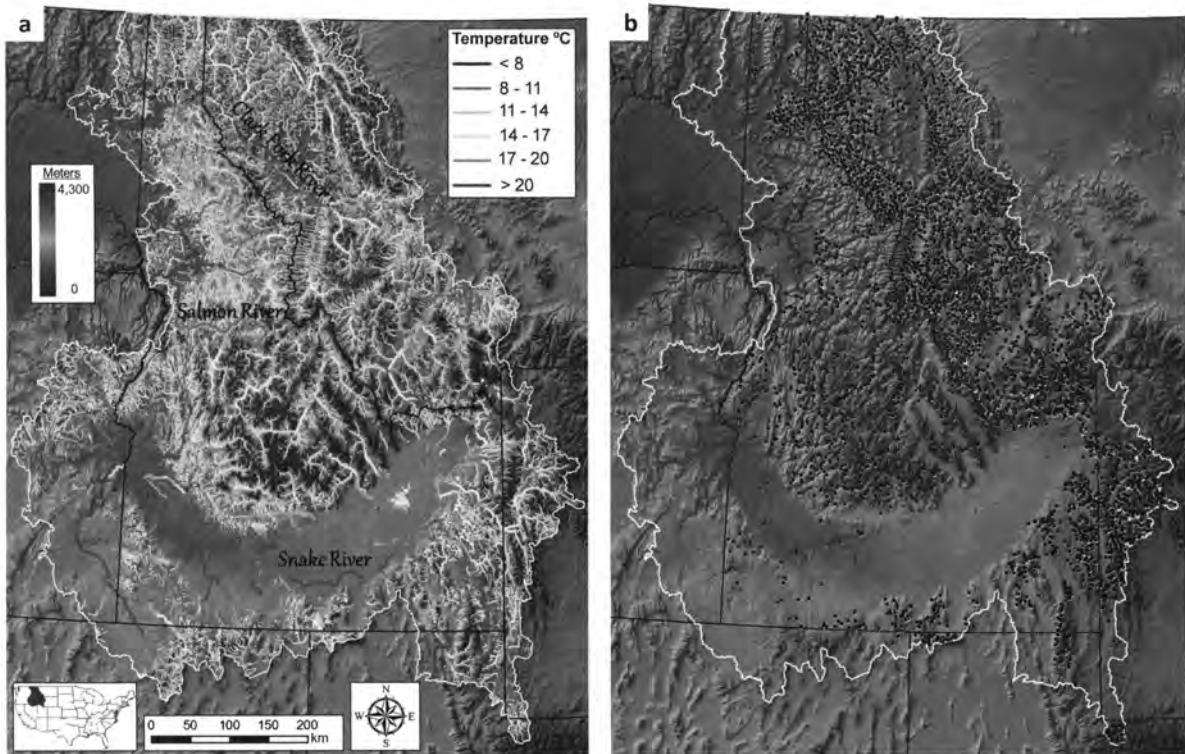 a
Temperature ºC
< 8
8 - 11
11 - 14
14 - 17
17 - 20
> 20
Clark Fork River
Meters
4,300
0
Salmon River
Snake River
N
W E
S
0 50 100 150 200
km
b